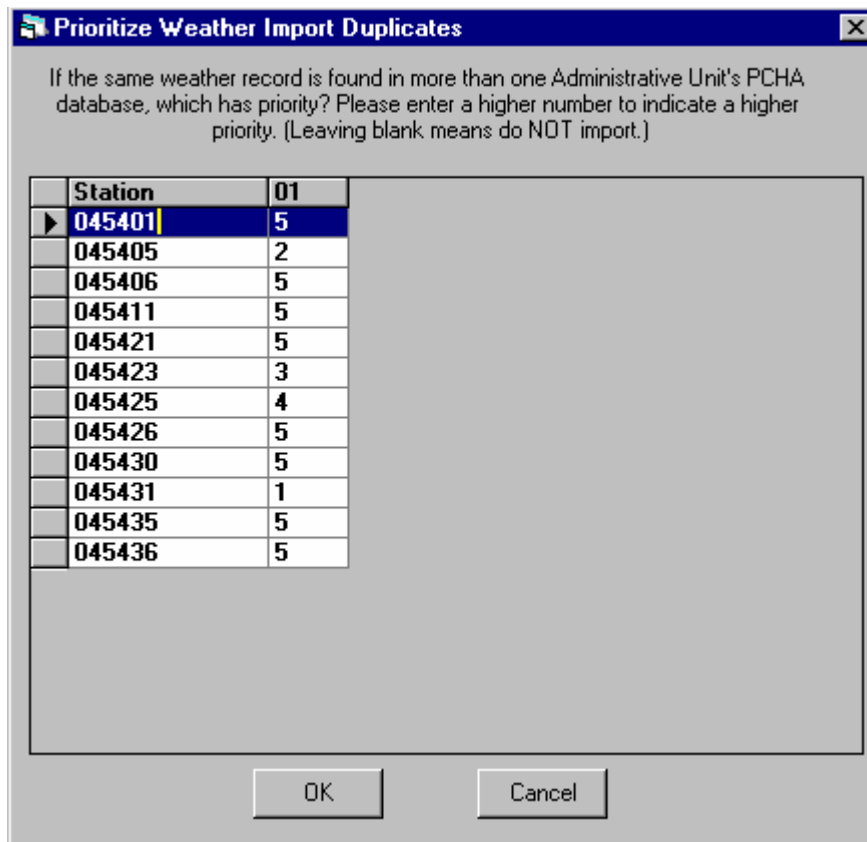 Prioritize Weather Import Duplicates
If the same weather record is found in more than one Administrative Unit's PCHA
database, which has priority? Please enter a higher number to indicate a higher
priority. (Leaving blank means do NOT import.)
Station 01
045401 5
045405 2
045406 5
045411 5
045421 5
045423 3
045425 4
045426 5
045430 5
045431 1
045435 5
045436 5
OK Cancel